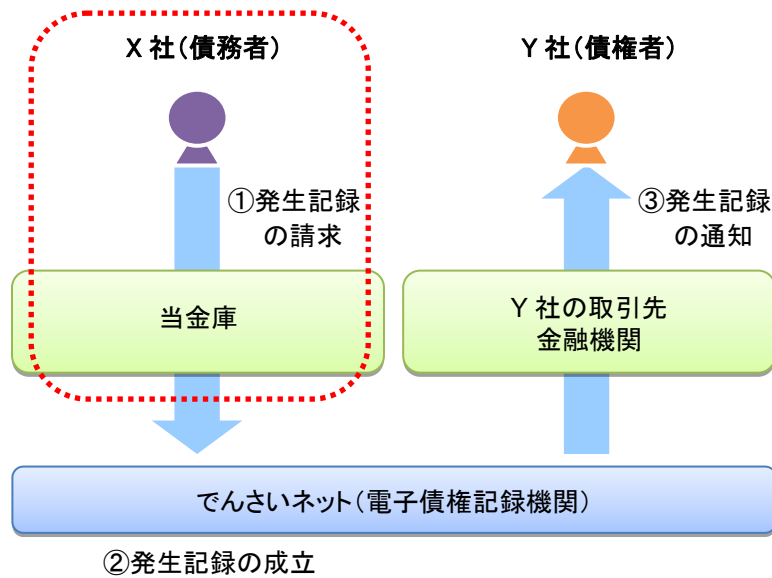 X 社（債務者）
Y 社（債権者）
①発生記録
の請求
③発生記録
の通知
当金庫
Y 社の取引先
金融機関
でんさいネット（電子債権記録機関）
②発生記録の成立